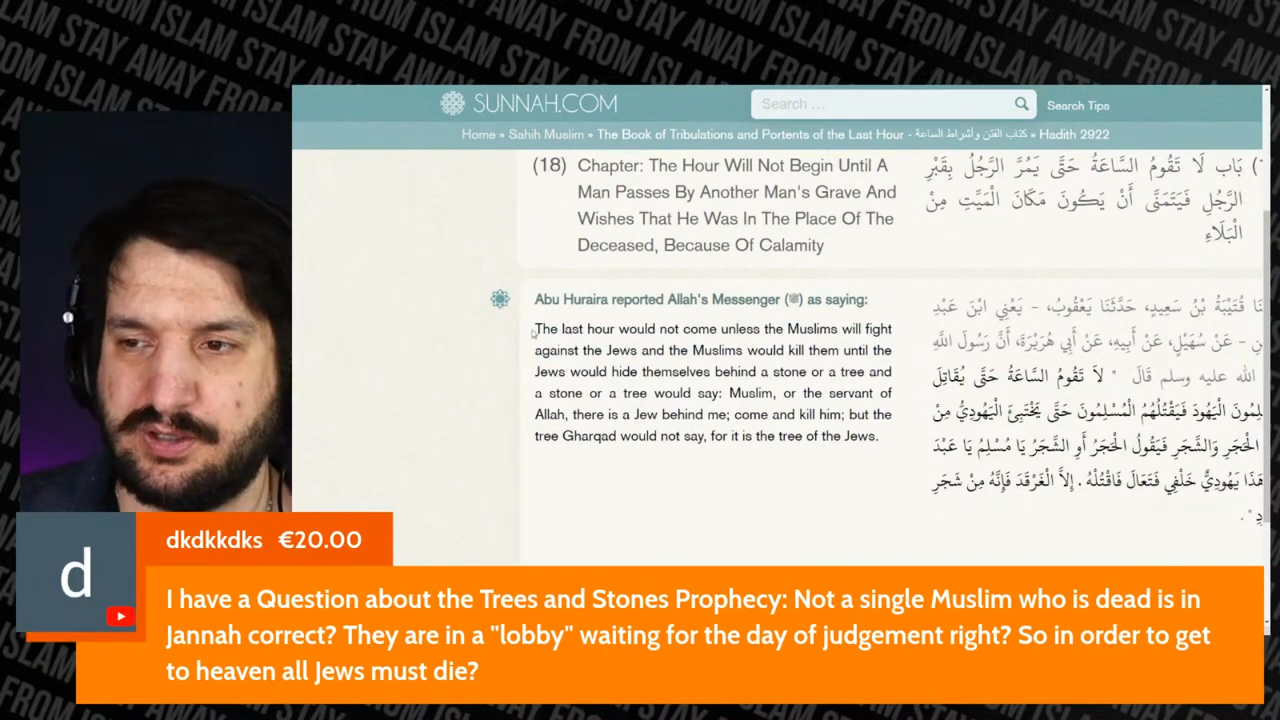 STAY AWAY FROM ISLAM
SUNNAH.COM
Search ...
Search Tips
Home » Sahih Muslim » The Book of Tribulations and Portents of the Last Hour - كتاب الفتن وأشراط الساعة » Hadith 2922
(18) Chapter: The Hour Will Not Begin Until A
Man Passes By Another Man's Grave And
Wishes That He Was In The Place Of The
Deceased, Because Of Calamity
باب لَا تَقُومُ السَّاعَةُ حَتَّى يَمُرَّ الرَّجُلُ بِقَبْرِ
الرَّجُلِ فَيَتَمَنَّى أَنْ يَكُونَ مَكَانَ الْمَيِّتِ مِنْ
الْبَلَاءِ
Abu Huraira reported Allah's Messenger (ﷺ) as saying:
The last hour would not come unless the Muslims will fight
against the Jews and the Muslims would kill them until the
Jews would hide themselves behind a stone or a tree and
a stone or a tree would say: Muslim, or the servant of
Allah, there is a Jew behind me; come and kill him; but the
tree Gharqad would not say, for it is the tree of the Jews.
قُتَيْبَةُ بْنُ سَعِيدٍ، حَدَّثَنَا يَعْقُوبُ، - يَعْنِي ابْنَ عَبْدِ
- عَنْ سُهَيْلٍ، عَنْ أَبِيهِ، عَنْ أَبِي هُرَيْرَةَ، أَنَّ رَسُولَ اللَّهِ
الله عليه وسلم قَالَ " لاَ تَقُومُ السَّاعَةُ حَتَّى يُقَاتِلَ
الْيَهُودَ فَيَقْتُلُهُمُ الْمُسْلِمُونَ حَتَّى يَخْتَبِئَ الْيَهُودِيُّ مِنْ
الْحَجَرِ وَالشَّجَرِ فَيَقُولُ الْحَجَرُ أَوِ الشَّجَرُ يَا مُسْلِمُ يَا عَبْدَ
هَذَا يَهُودِيٌّ خَلْفِي فَتَعَالَ فَاقْتُلْهُ . إِلاَّ الْغَرْقَدَ فَإِنَّهُ مِنْ شَجَرِ
d
dkdkkdks €20.00
I have a Question about the Trees and Stones Prophecy: Not a single Muslim who is dead is in
Jannah correct? They are in a "lobby" waiting for the day of judgement right? So in order to get
to heaven all Jews must die?